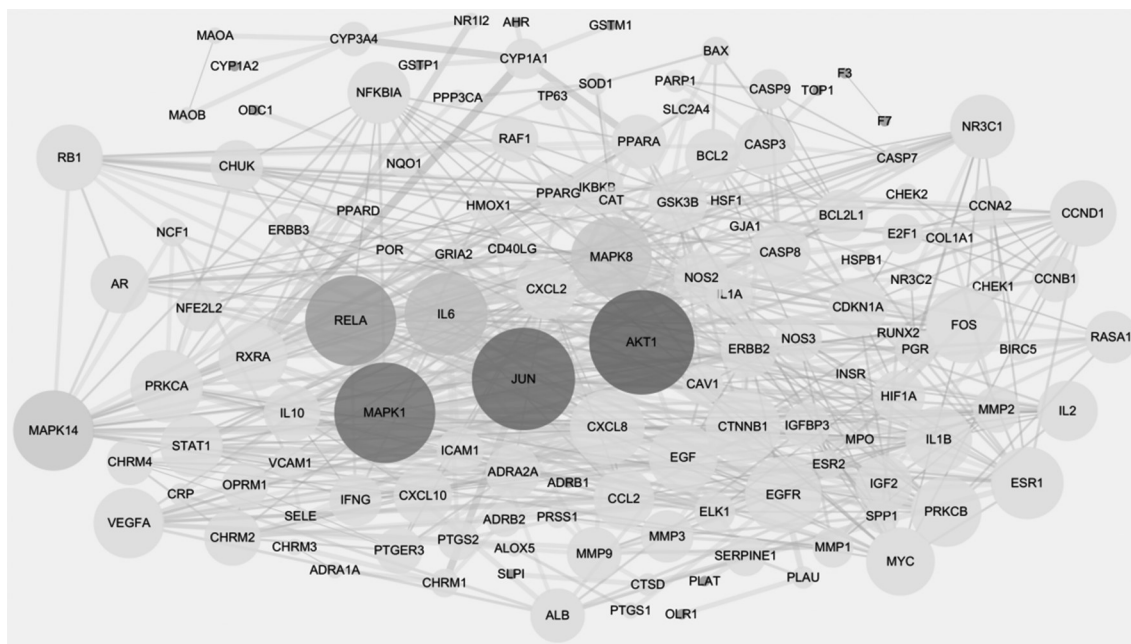 NR1I2
AHR
GSTM1
MAOA
CYP3A4
CYP1A1
BAX
CYP1A2
GSTP1
F3
NFKBIA
PPP3CA
TP63
SOD1
PARP1
CASP9
TOP1
MAOB
ODC1
SLC2A4
F7
NR3C1
RB1
CHUK
NQO1
RAF1
PPARA
BCL2
CASP3
CASP7
PPARD
HMOX1
PPARG
IKBKB
CAT
GSK3B
HSF1
CHEK2
CCNA2
CCND1
NCF1
ERBB3
POR
GRIA2
CD40LG
MAPK8
GJA1
BCL2L1
E2F1
COL1A1
CASP8
HSPB1
AR
NFE2L2
CXCL2
NOS2
IL1A
NR3C2
CHEK1
CCNB1
RELA
IL6
CDKN1A
FOS
RASA1
RXRA
AKT1
ERBB2
NOS3
RUNX2
PGR
BIRC5
PRKCA
JUN
CAV1
INSR
HIF1A
MAPK14
IL10
MAPK1
CXCL8
CTNNB1
IGFBP3
MPO
IL1B
MMP2
IL2
STAT1
CHRM4
VCAM1
ICAM1
EGF
ESR2
CRP
OPRM1
IFNG
CXCL10
ADRA2A
ADRB1
CCL2
ELK1
EGFR
IGF2
ESR1
VEGFA
SELE
ADRB2
PRSS1
SPP1
PRKCB
CHRM2
CHRM3
PTGER3
PTGS2
ALOX5
MMP9
MMP3
SERPINE1
MMP1
MYC
ADRA1A
CHRM1
SLPI
CTSD
PLAT
PLAU
ALB
PTGS1
OLR1